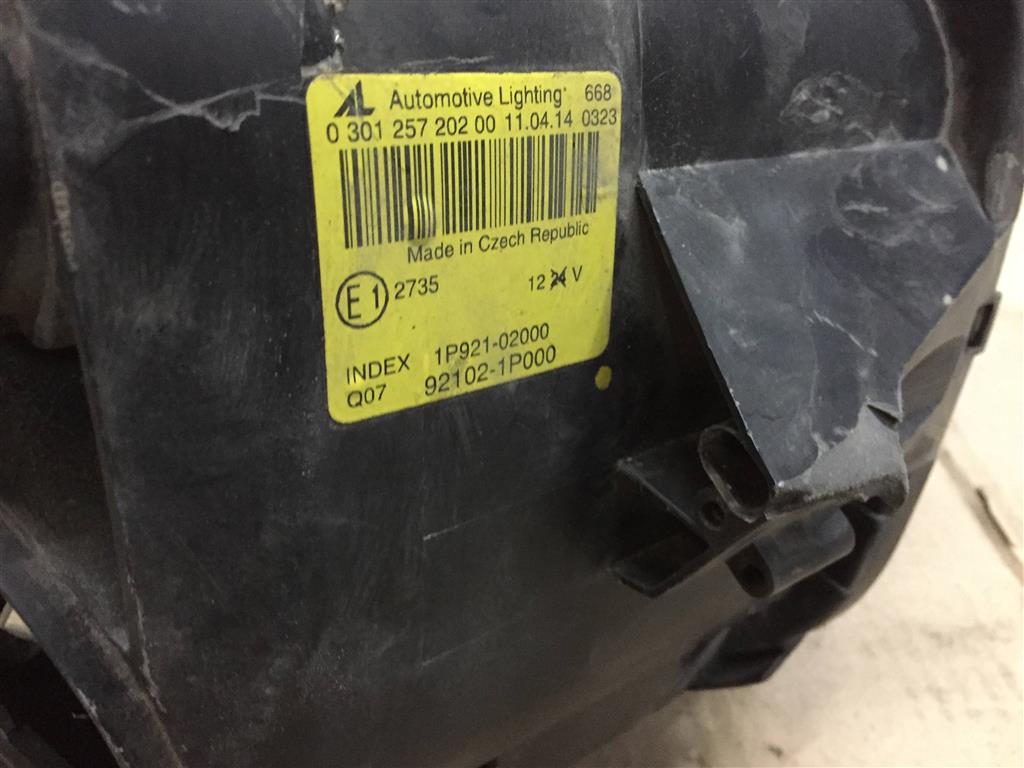 AL Automotive Lighting 668
0 301 257 202 00 11.04.14 0323
Made in Czech Republic
E1 2735 12 24 V
INDEX 1P921-02000
Q07 92102-1P000